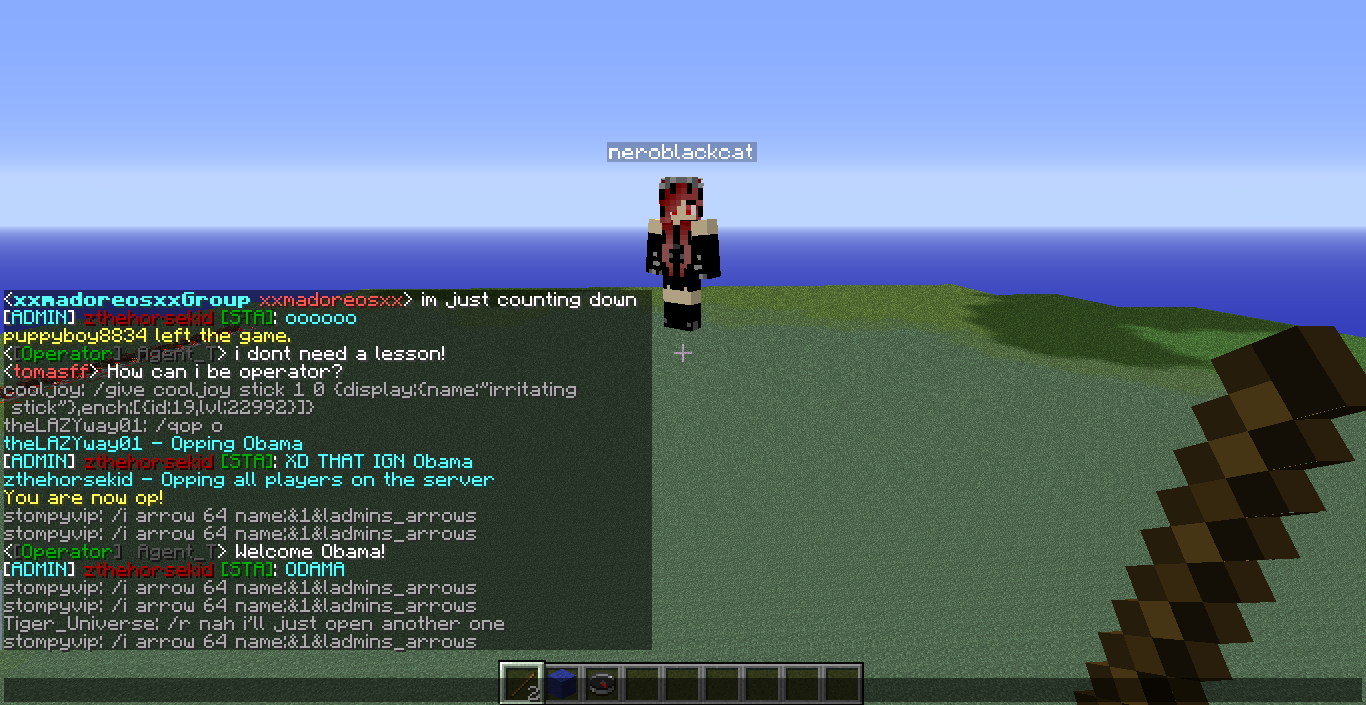 neroblackcat
<xxmadoreosxxGroup xxmadoreosxx> im just counting down
[ADMIN] zthehorsekid [STA]: oooooo
puppyboy8834 left the game.
<[Operator] Agent_T> i dont need a lesson!
<tomasff> How can i be operator?
cooljoy: /give cooljoy stick 1 0 {display:{name:"irritating
stick"},ench:[{id:19,lvl:22992}]}
theLAZYway01: /qop o
theLAZYway01 - Opping Obama
[ADMIN] zthehorsekid [STA]: XD THAT IGN Obama
zthehorsekid - Opping all players on the server
You are now op!
stompyvip: /i arrow 64 name:&1&ladmins_arrows
stompyvip: /i arrow 64 name:&1&ladmins_arrows
<[Operator] Agent_T> Welcome Obama!
[ADMIN] zthehorsekid [STA]: ODAMA
stompyvip: /i arrow 64 name:&1&ladmins_arrows
stompyvip: /i arrow 64 name:&1&ladmins_arrows
Tiger_Universe: /r nah i'll just open another one
stompyvip: /i arrow 64 name:&1&ladmins_arrows
2